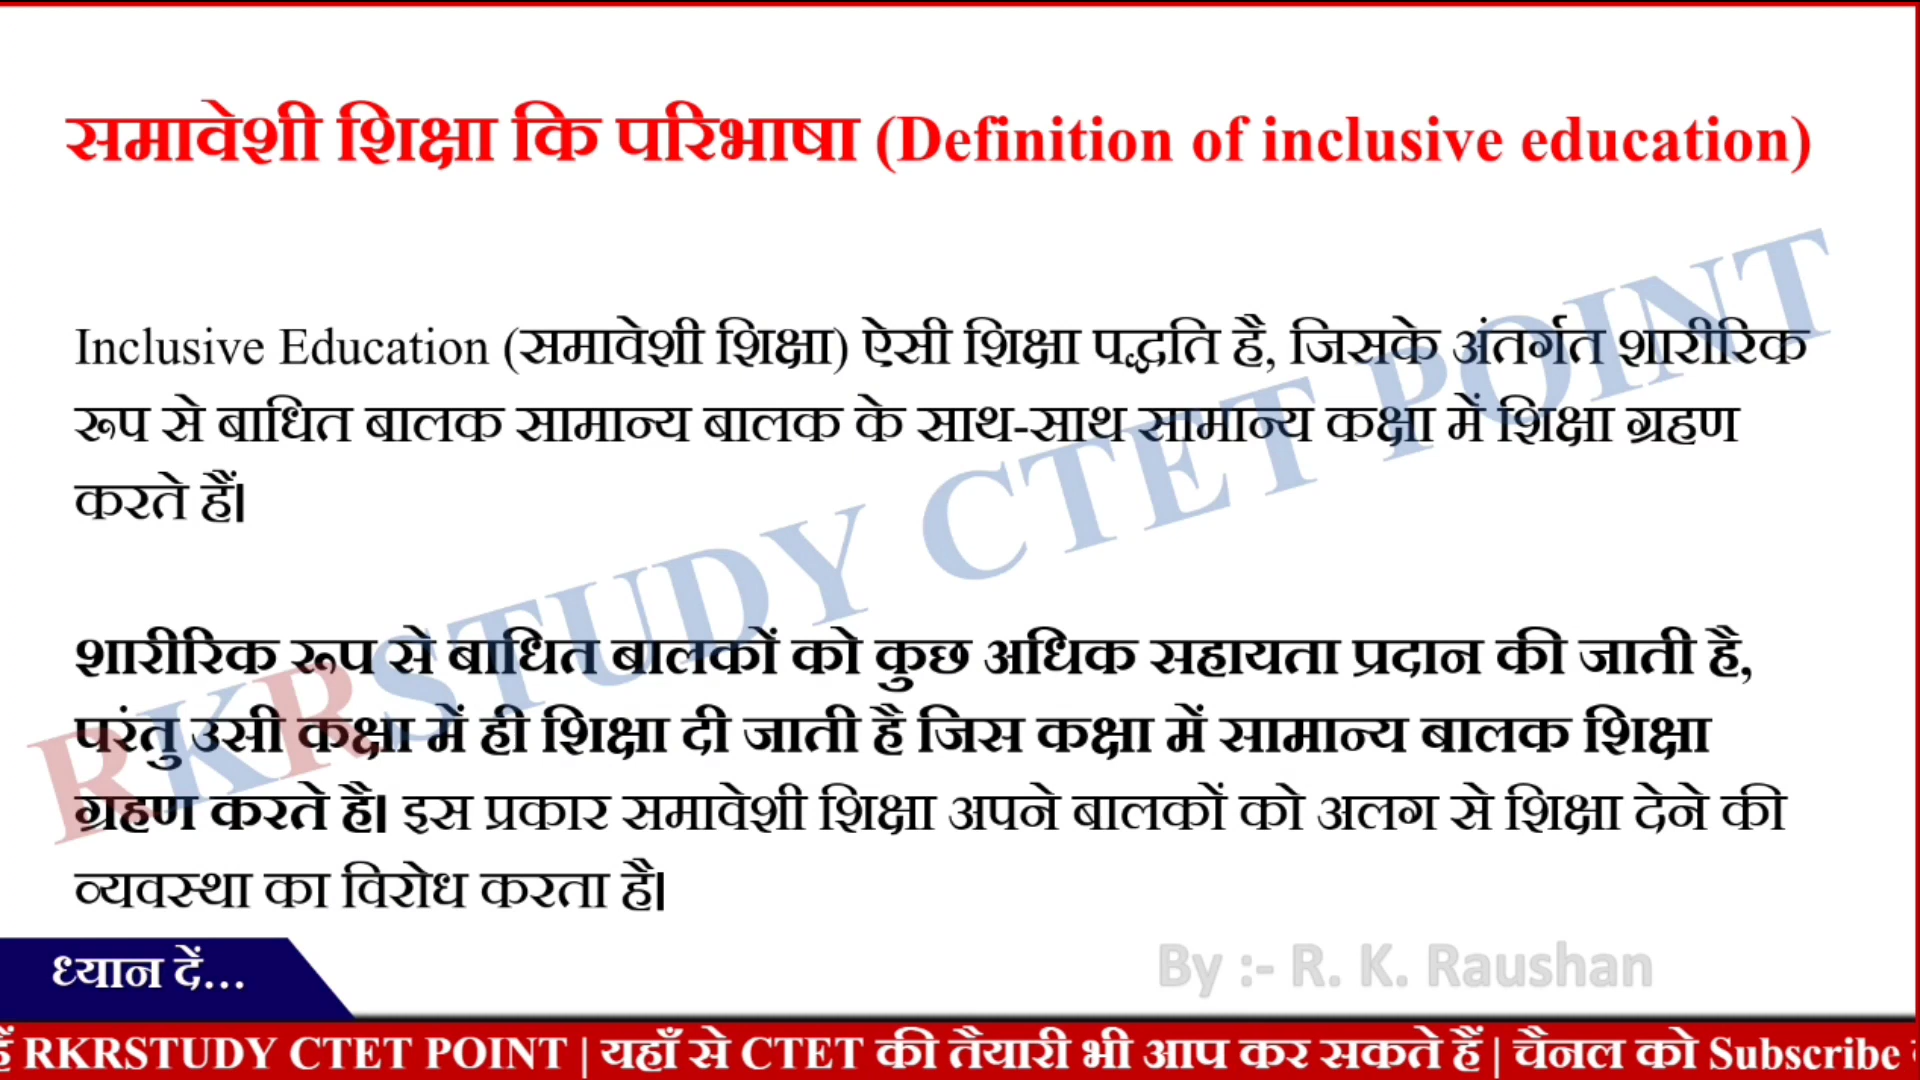 समावेशी शिक्षा कि परिभाषा (Definition of inclusive education)
Inclusive Education (समावेशी शिक्षा) ऐसी शिक्षा पद्धति है, जिसके अंतर्गत शारीरिक
रूप से बाधित बालक सामान्य बालक के साथ-साथ सामान्य कक्षा में शिक्षा ग्रहण
करते हैं।
शारीरिक रूप से बाधित बालकों को कुछ अधिक सहायता प्रदान की जाती है,
परंतु उसी कक्षा में ही शिक्षा दी जाती है जिस कक्षा में सामान्य बालक शिक्षा
ग्रहण करते है। इस प्रकार समावेशी शिक्षा अपने बालकों को अलग से शिक्षा देने की
व्यवस्था का विरोध करता है।
RKRSTUDY CTET POINT
ध्यान दें...
By :- R. K. Raushan
RKRSTUDY CTET POINT | यहाँ से CTET की तैयारी भी आप कर सकते हैं | चैनल को Subscribe